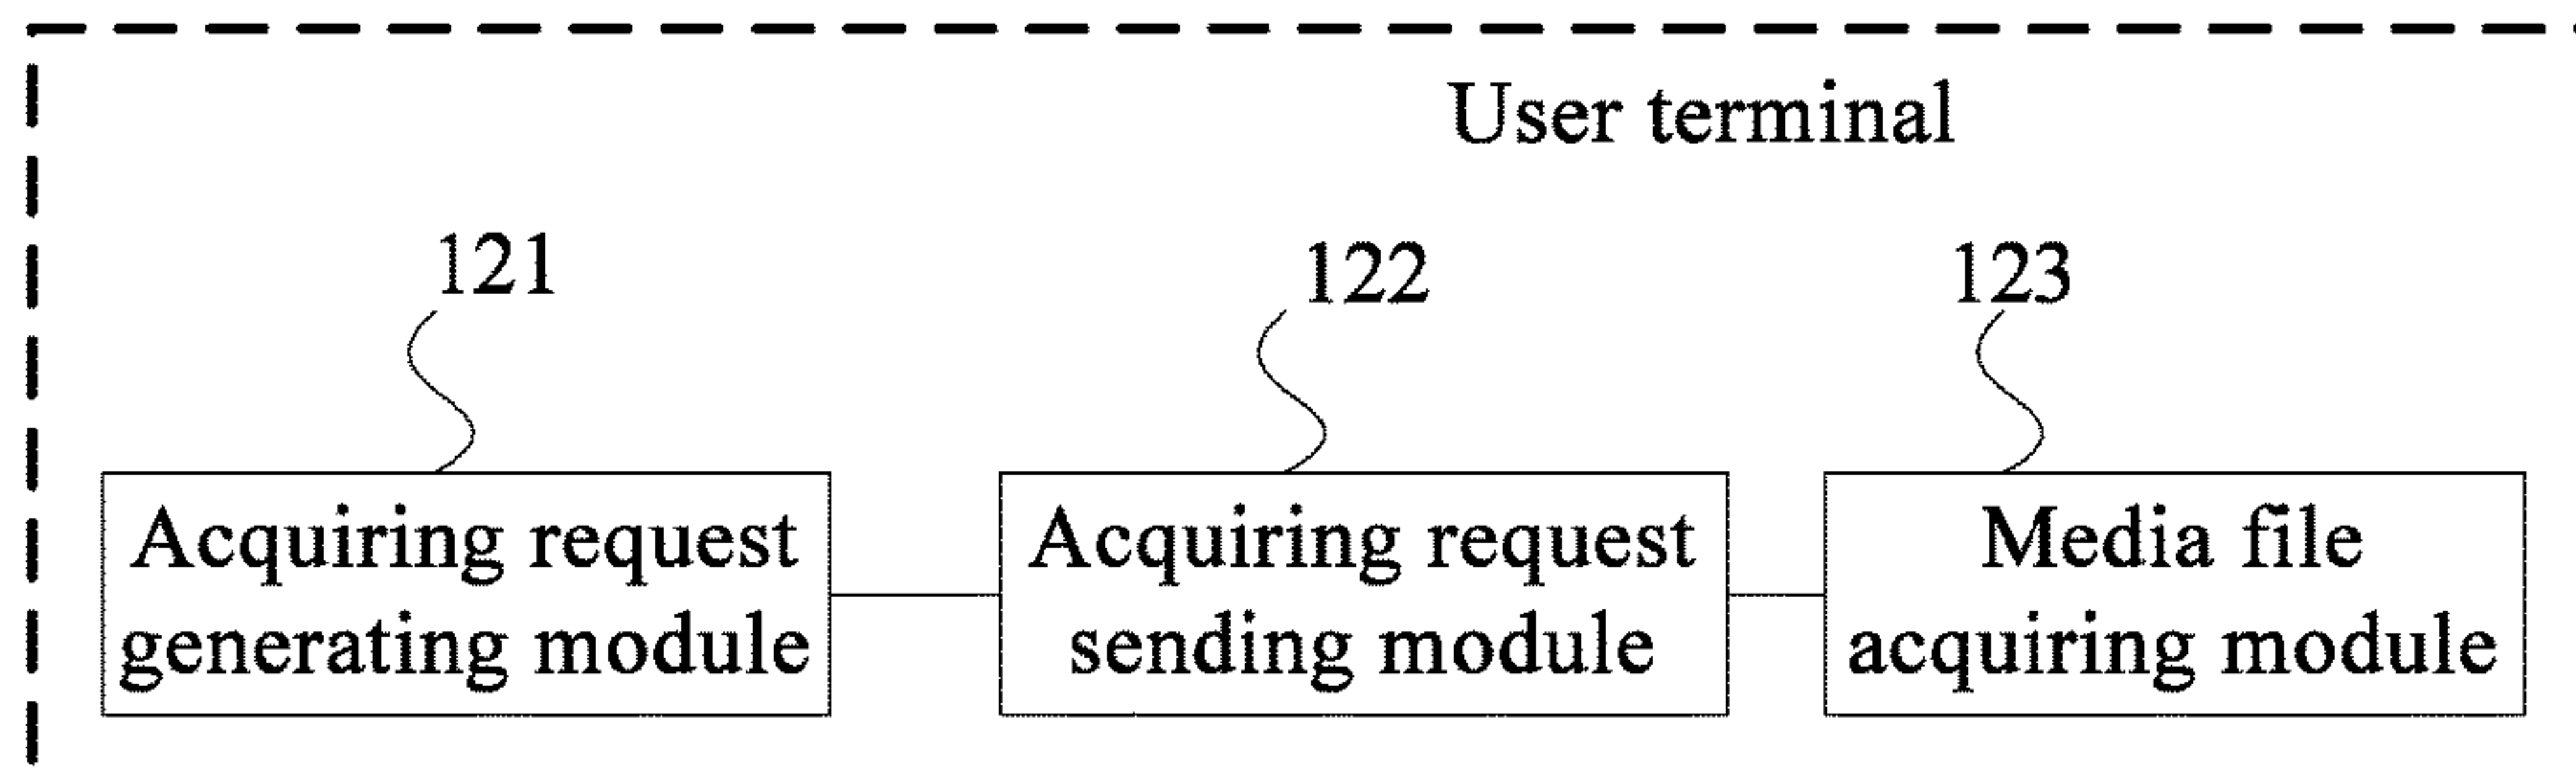 User terminal
121
122
123
Acquiring request
generating module
Acquiring request
sending module
Media file
acquiring module